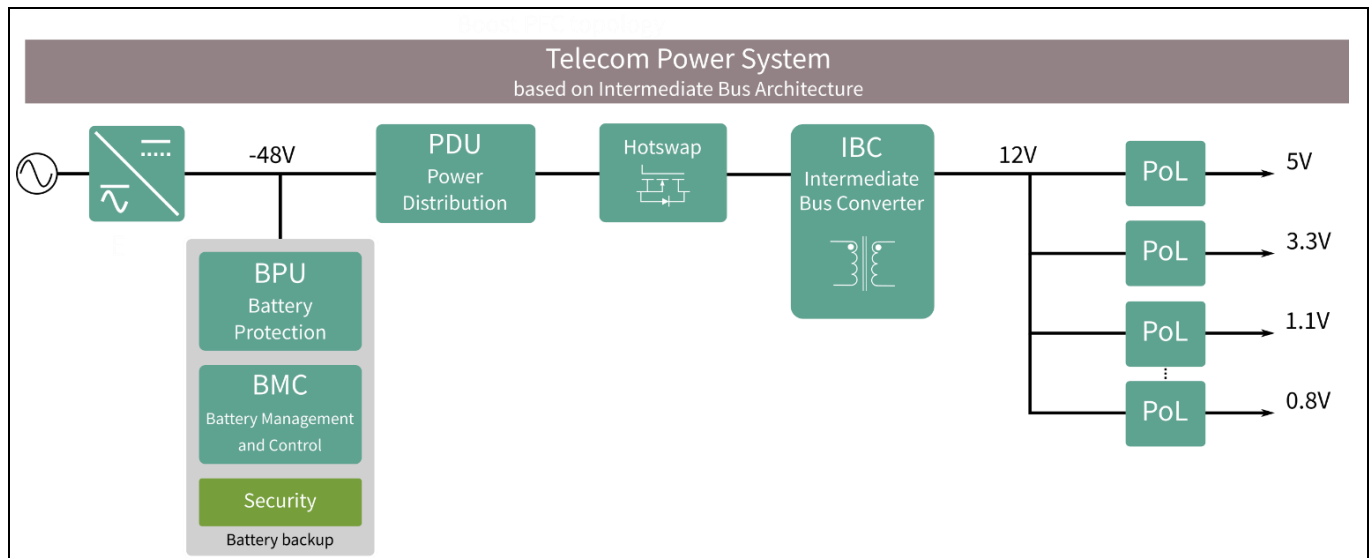 Telecom Power System
based on Intermediate Bus Architecture
-48V
PDU
Power
Distribution
Hotswap
IBC
Intermediate
Bus Converter
12V
PoL
5V
PoL
3.3V
PoL
1.1V
PoL
0.8V
BPU
Battery
Protection
BMC
Battery Management
and Control
Security
Battery backup